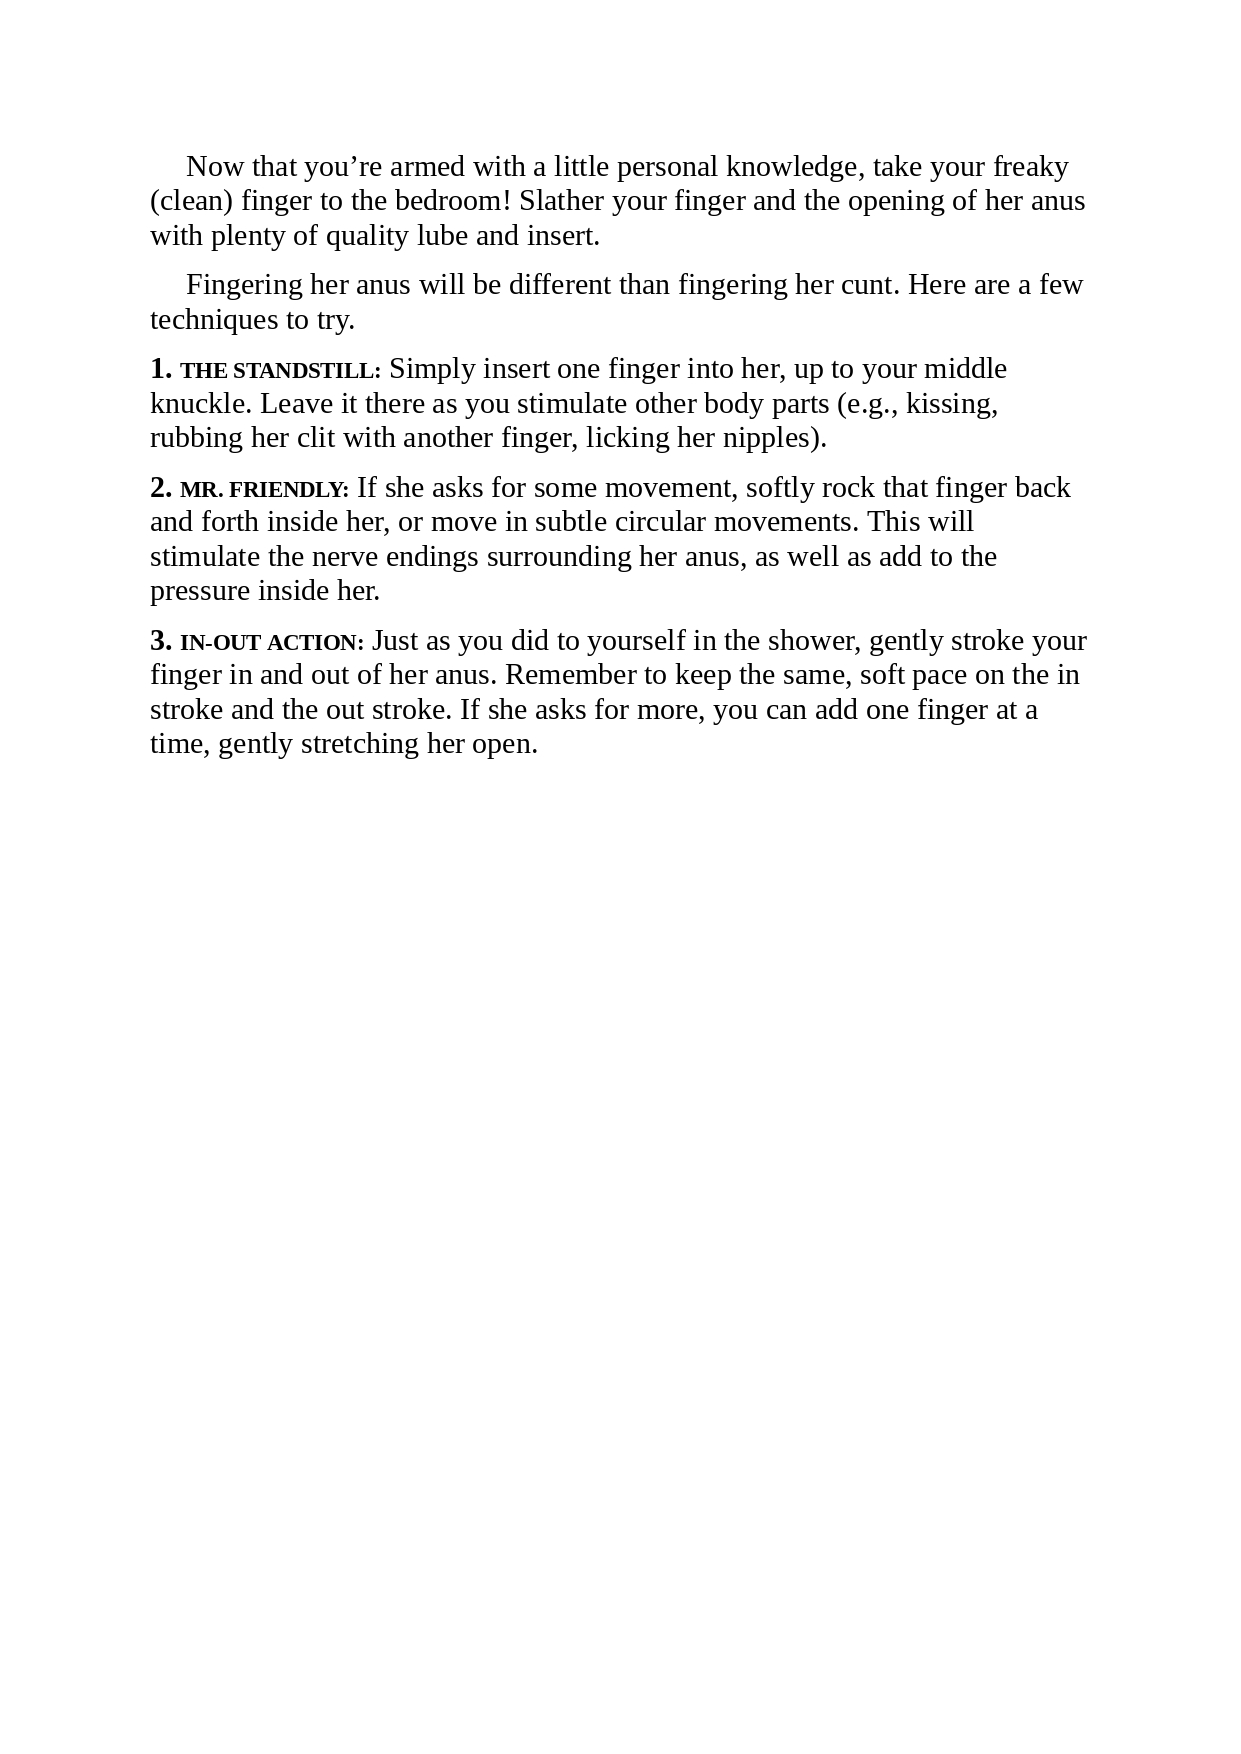 Now that you’re armed with a little personal knowledge, take your freaky
(clean) finger to the bedroom! Slather your finger and the opening of her anus
with plenty of quality lube and insert.
Fingering her anus will be different than fingering her cunt. Here are a few
techniques to try.
1. THE STANDSTILL: Simply insert one finger into her, up to your middle
knuckle. Leave it there as you stimulate other body parts (e.g., kissing,
rubbing her clit with another finger, licking her nipples).
2. MR. FRIENDLY: If she asks for some movement, softly rock that finger back
and forth inside her, or move in subtle circular movements. This will
stimulate the nerve endings surrounding her anus, as well as add to the
pressure inside her.
3. IN-OUT ACTION: Just as you did to yourself in the shower, gently stroke your
finger in and out of her anus. Remember to keep the same, soft pace on the in
stroke and the out stroke. If she asks for more, you can add one finger at a
time, gently stretching her open.